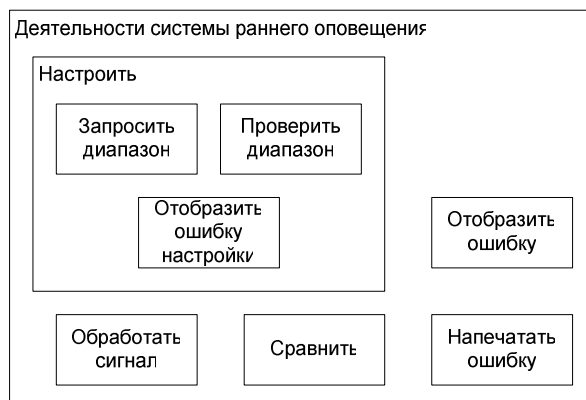 Деятельности системы раннего оповещения
Настроить
Запросить
диапазон
Проверить
диапазон
Отобразить
ошибку
настройки
Отобразить
ошибку
Обработать
сигнал
Сравнить
Напечатать
ошибку